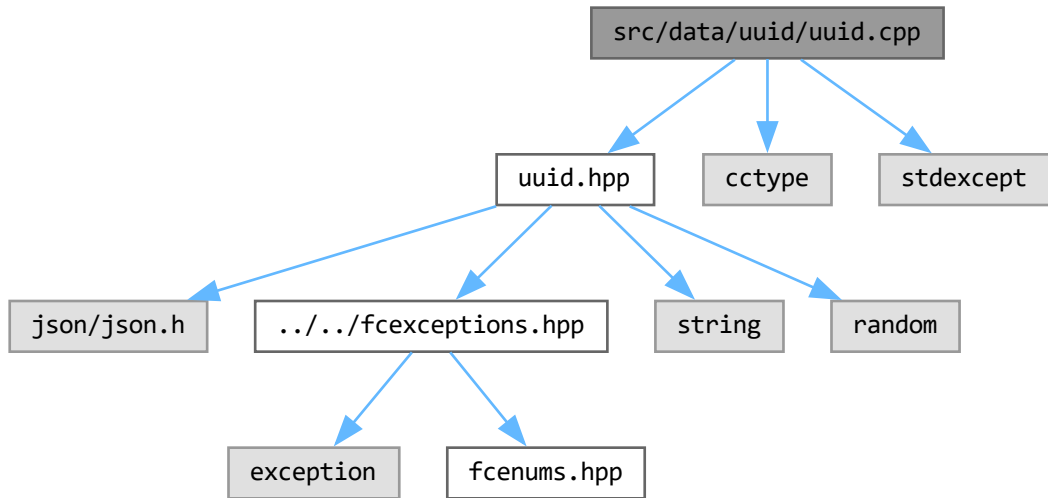 src/data/uuid/uuid.cpp
uuid.hpp
cctype
stdexcept
json/json.h
../../fcexceptions.hpp
string
random
exception
fcenums.hpp